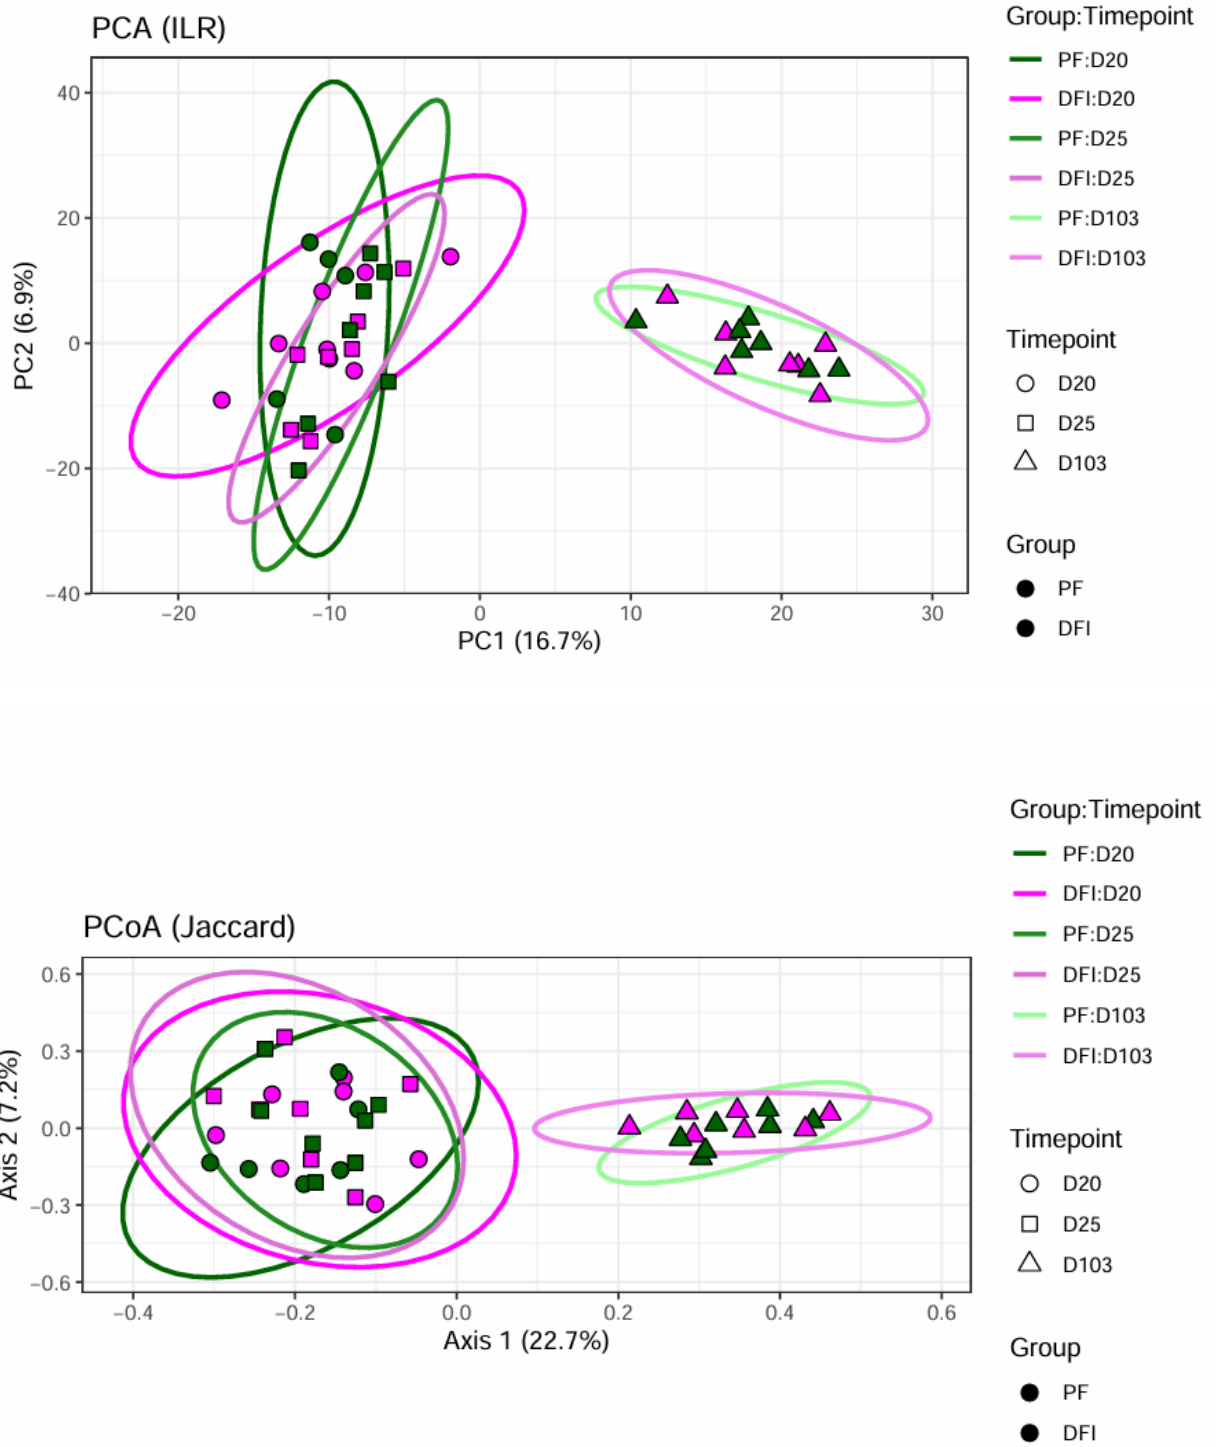 PCA (ILR)
40
20
0
−20
−40
PC2 (6.9%)
−20
−10
0
10
20
30
PC1 (16.7%)
Group:Timepoint
PF:D20
DFI:D20
PF:D25
DFI:D25
PF:D103
DFI:D103
Timepoint
D20
D25
D103
Group
PF
DFI
PCoA (Jaccard)
0.6
0.3
0.0
−0.3
−0.6
Axis 2 (7.2%)
−0.4
−0.2
0.0
0.2
0.4
0.6
Axis 1 (22.7%)
Group:Timepoint
PF:D20
DFI:D20
PF:D25
DFI:D25
PF:D103
DFI:D103
Timepoint
D20
D25
D103
Group
PF
DFI